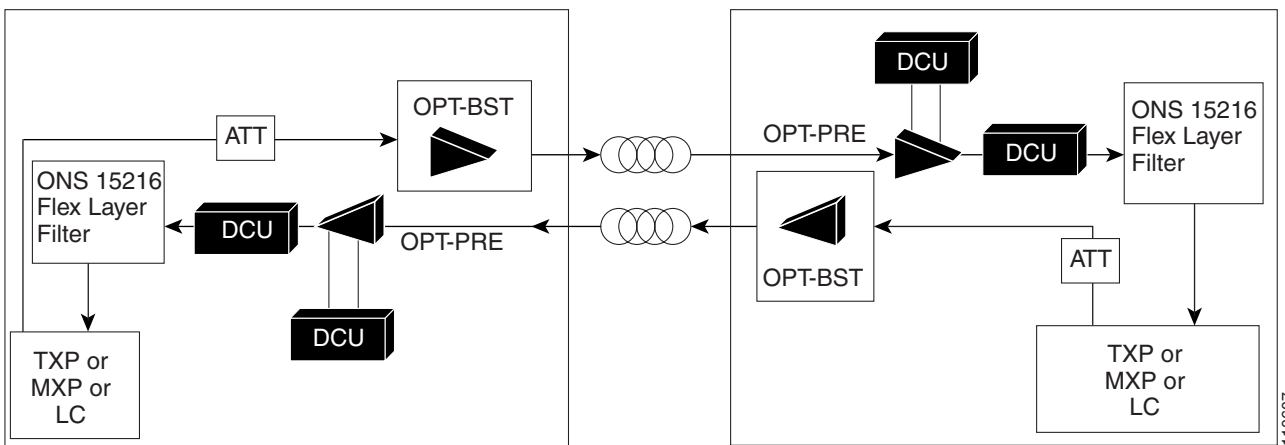 OPT-BST
ATT
ONS 15216
Flex Layer
Filter
DCU
OPT-PRE
DCU
TXP or
MXP or
LC
DCU
OPT-PRE
DCU
ONS 15216
Flex Layer
Filter
OPT-BST
ATT
TXP or
MXP or
LC